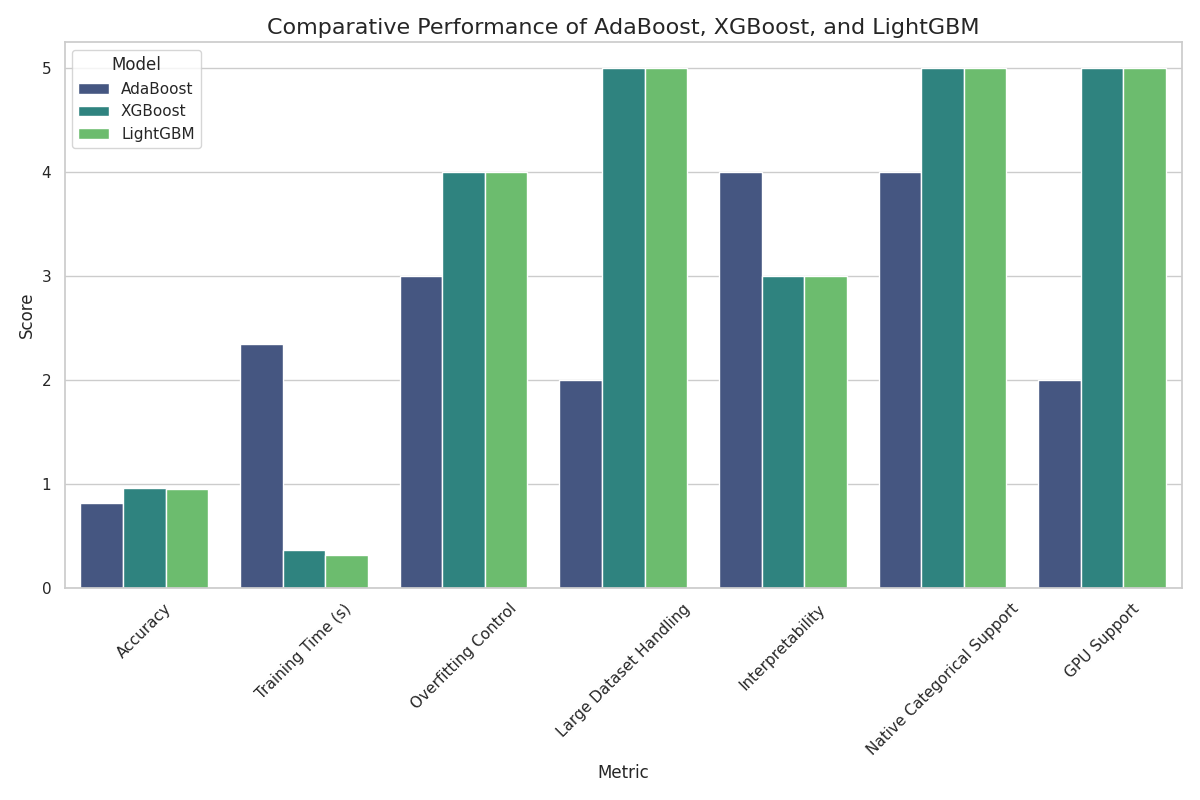 Comparative Performance of AdaBoost, XGBoost, and LightGBM
Model
AdaBoost
XGBoost
LightGBM
5
4
3
2
1
0
Score
Accuracy
Training Time (s)
Overfitting Control
Large Dataset Handling
Interpretability
Native Categorical Support
GPU Support
Metric